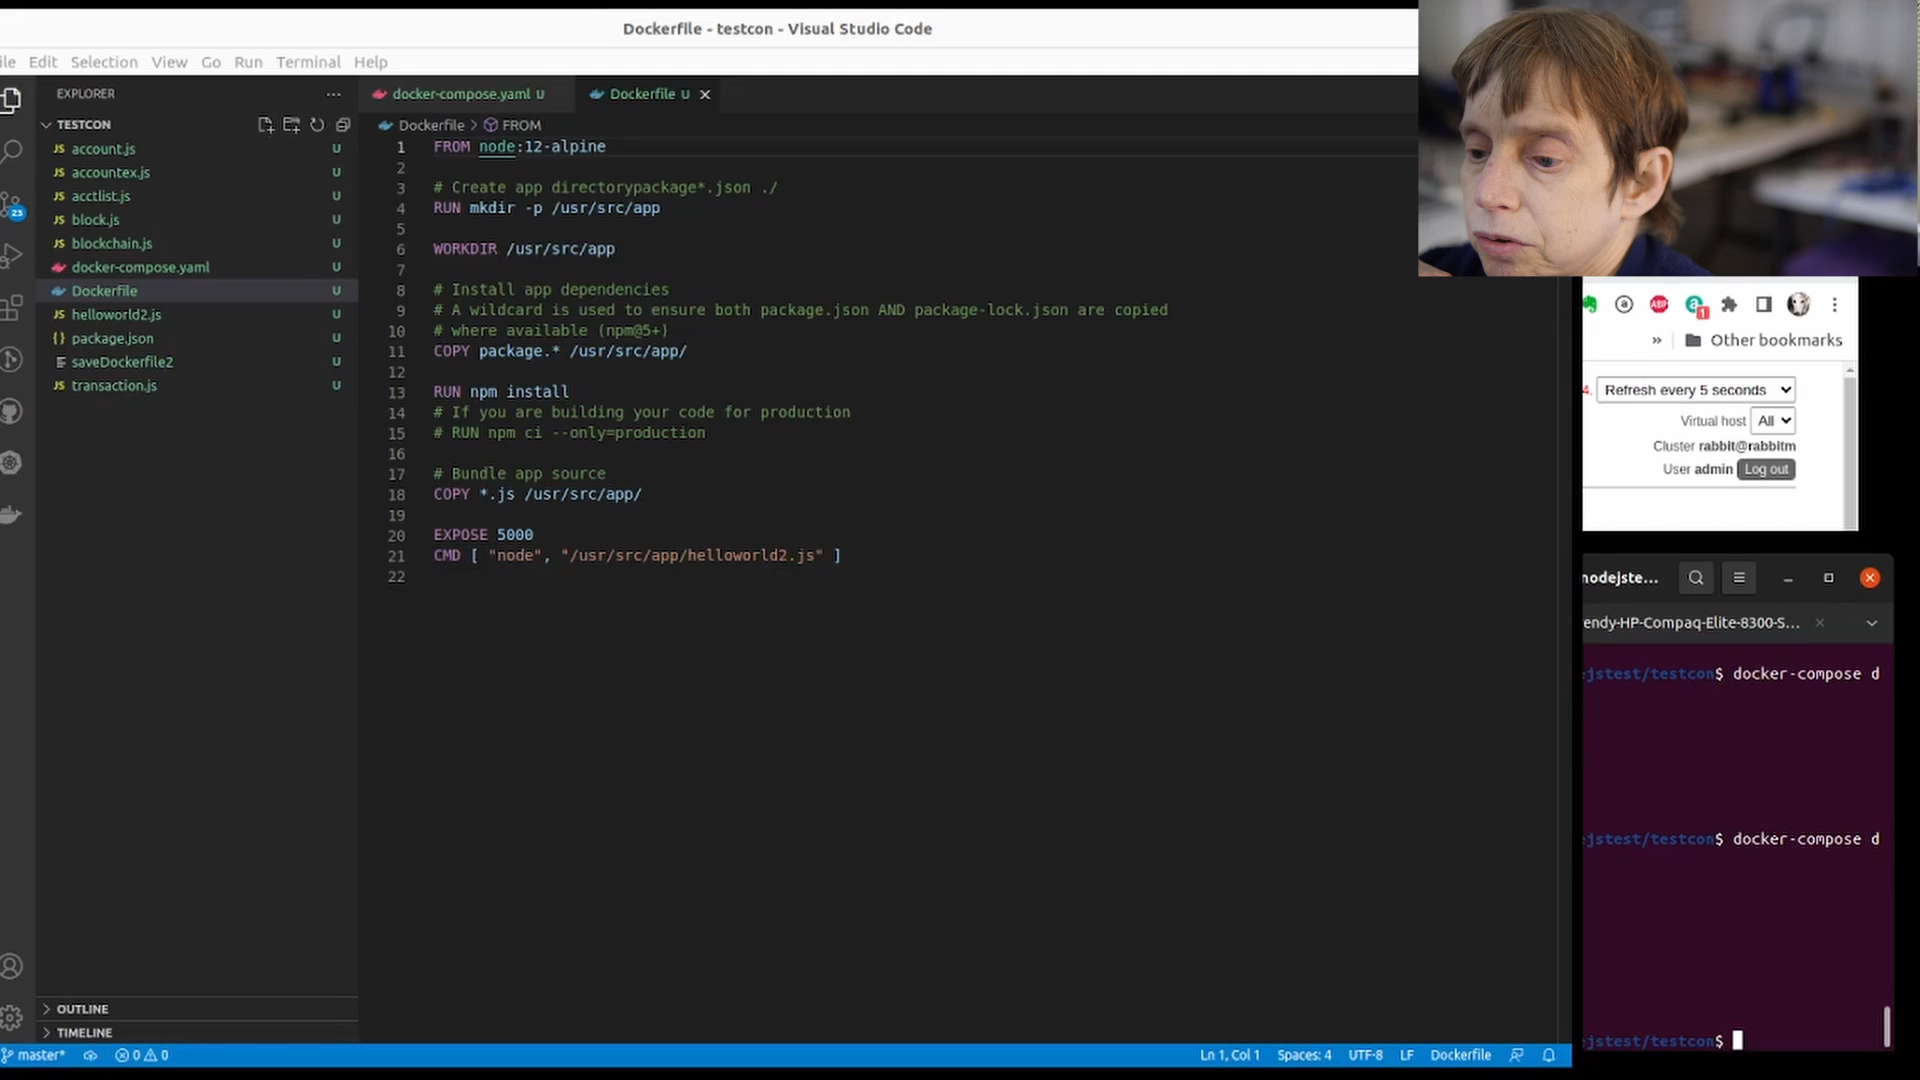 Dockerfile - testcon - Visual Studio Code
ile Edit Selection View Go Run Terminal Help
EXPLORER
TESTCON
JS account.js U
JS accountex.js U
JS acctlist.js U
JS block.js U
JS blockchain.js U
docker-compose.yaml U
Dockerfile U
JS helloworld2.js U
{} package.json U
saveDockerfile2 U
JS transaction.js U
23
OUTLINE
TIMELINE
docker-compose.yaml U
Dockerfile U
Dockerfile > FROM
1 FROM node:12-alpine
2
3 # Create app directorypackage*.json ./
4 RUN mkdir -p /usr/src/app
5
6 WORKDIR /usr/src/app
7
8 # Install app dependencies
9 # A wildcard is used to ensure both package.json AND package-lock.json are copied
10 # where available (npm@5+)
11 COPY package.* /usr/src/app/
12
13 RUN npm install
14 # If you are building your code for production
15 # RUN npm ci --only=production
16
17 # Bundle app source
18 COPY *.js /usr/src/app/
19
20 EXPOSE 5000
21 CMD [ "node", "/usr/src/app/helloworld2.js" ]
22
ABP
1
» Other bookmarks
4. Refresh every 5 seconds
Virtual host All
Cluster rabbit@rabbitm
User admin Log out
nodejste...
endy-HP-Compaq-Elite-8300-S...
jstest/testcon$ docker-compose d
jstest/testcon$ docker-compose d
jstest/testcon$
master* 0 0
Ln 1, Col 1 Spaces: 4 UTF-8 LF Dockerfile